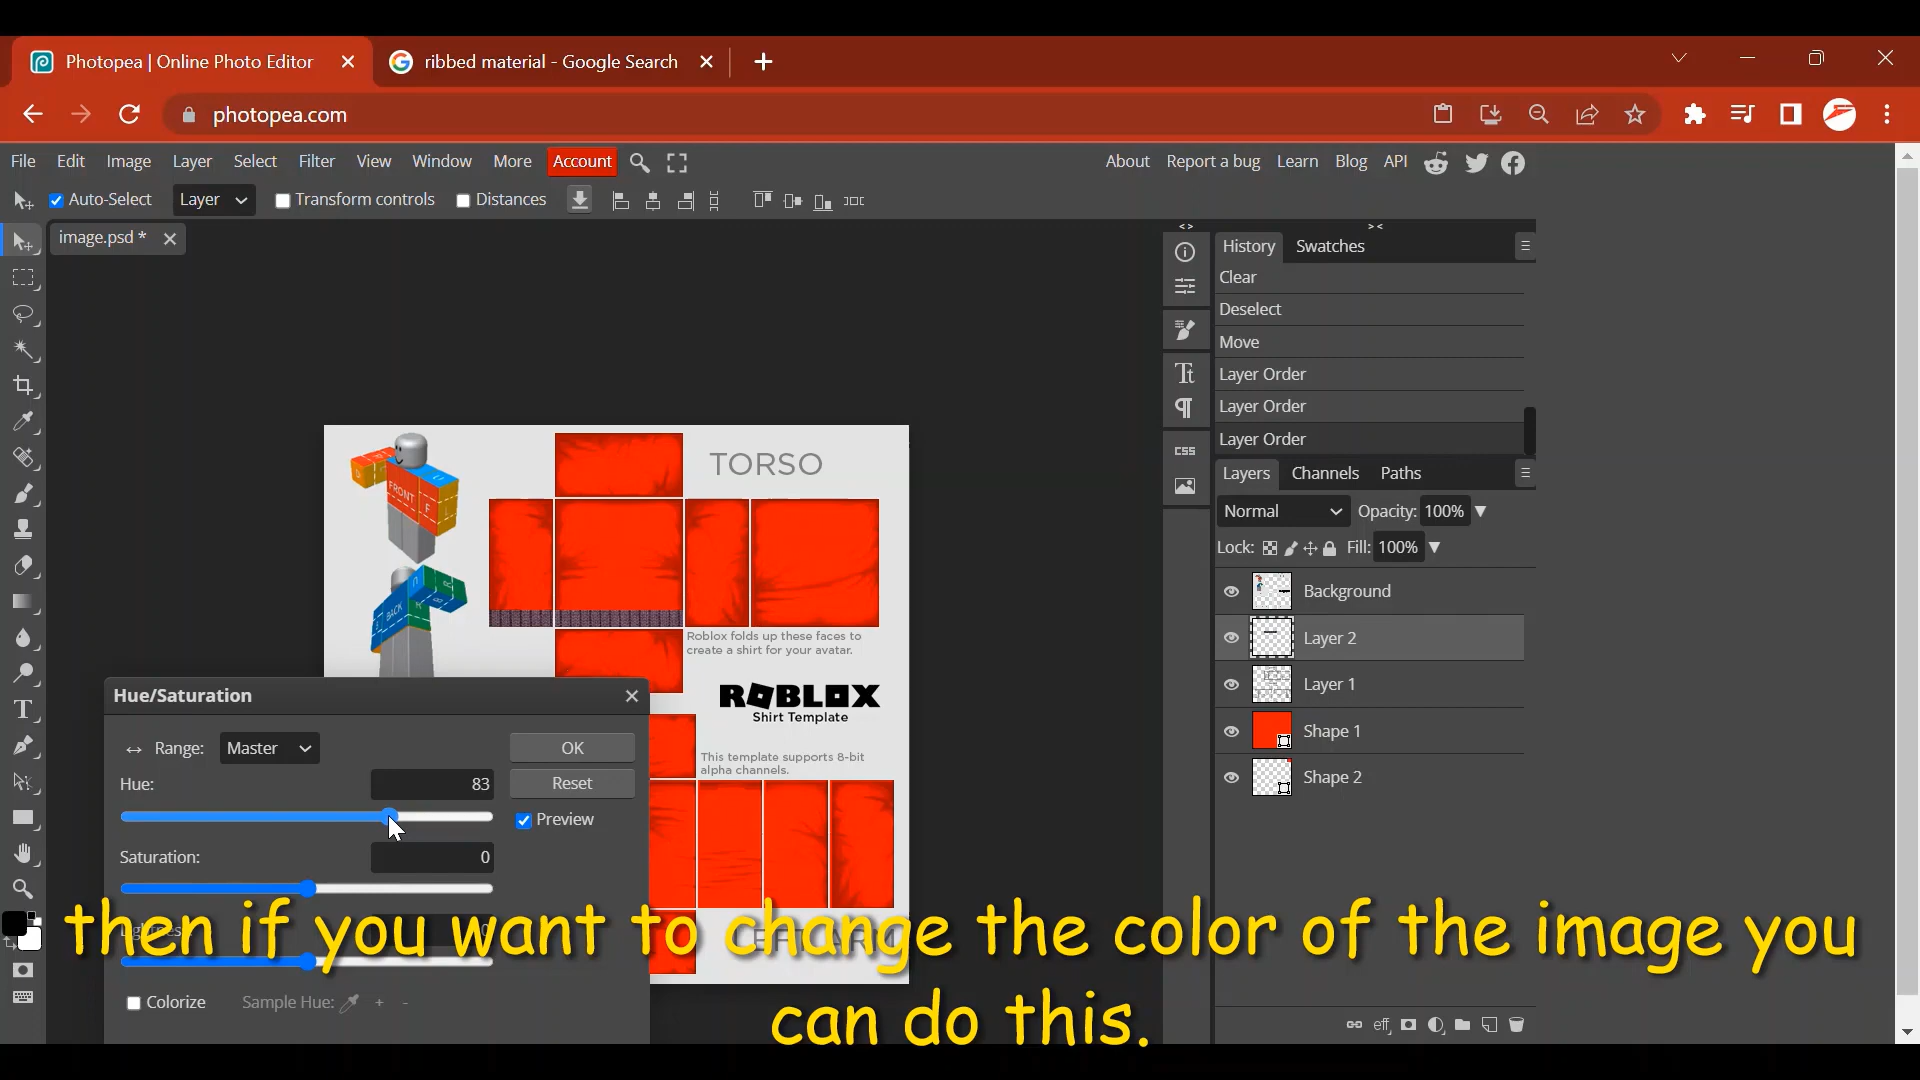 Photopea | Online Photo Editor
ribbed material - Google Search
photopea.com
File Edit Image Layer Select Filter View Window More Account
About Report a bug Learn Blog API
Auto-Select Layer Transform controls Distances
image.psd *
History Swatches
Clear
Deselect
Move
Layer Order
Layer Order
Layer Order
Layers Channels Paths
Normal Opacity: 100%
Lock: Fill: 100%
Background
Layer 2
Layer 1
Shape 1
Shape 2
CSS
eff
TORSO
FRONT
F L
BACK
Roblox folds up these faces to
create a shirt for your avatar.
ROBLOX
Shirt Template
This template supports 8-bit
alpha channels.
Hue/Saturation
Range: Master OK
Hue: 83 Reset
Preview
Saturation: 0
Colorize Sample Hue: + -
then if you want to change the color of the image you
can do this.